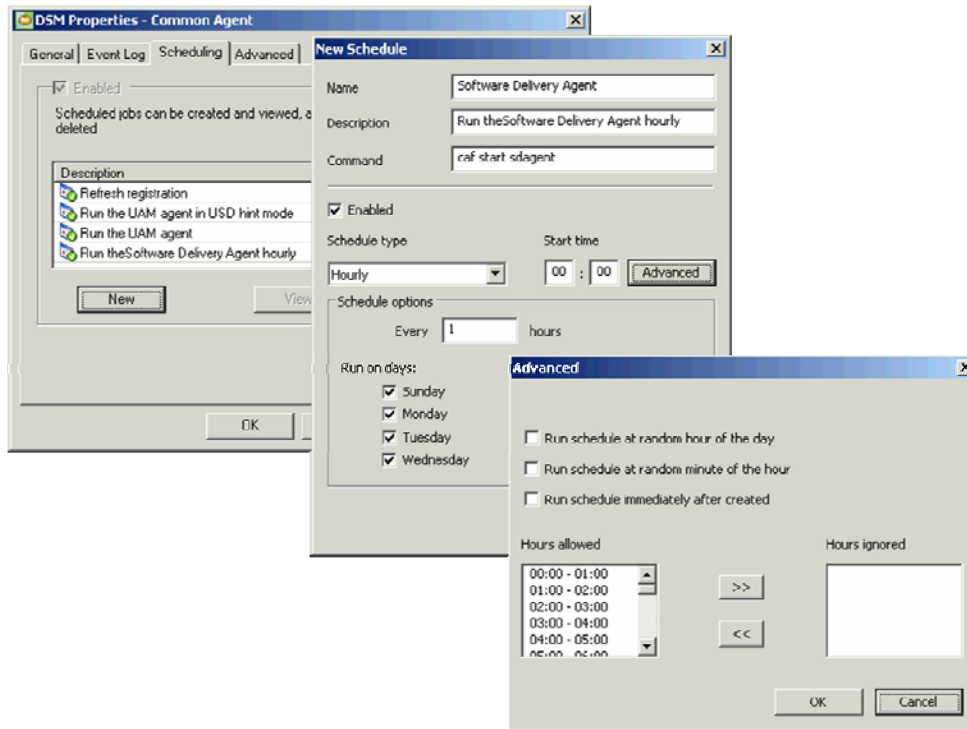 DSM Properties - Common Agent
General Event Log Scheduling Advanced
Enabled
Scheduled jobs can be created and viewed, a
deleted
Description
Refresh registration
Run the UAM agent in USD hint mode
Run the UAM agent
Run theSoftware Delivery Agent hourly
New View
OK
New Schedule
Name Software Delivery Agent
Description Run theSoftware Delivery Agent hourly
Command caf start sdagent
Enabled
Schedule type Start time
Hourly 00 : 00 Advanced
Schedule options
Every 1 hours
Run on days:
Sunday
Monday
Tuesday
Wednesday
Advanced
Run schedule at random hour of the day
Run schedule at random minute of the hour
Run schedule immediately after created
Hours allowed Hours ignored
00:00 - 01:00
01:00 - 02:00
02:00 - 03:00
03:00 - 04:00
04:00 - 05:00
05:00 - 06:00
>>
<<
OK Cancel